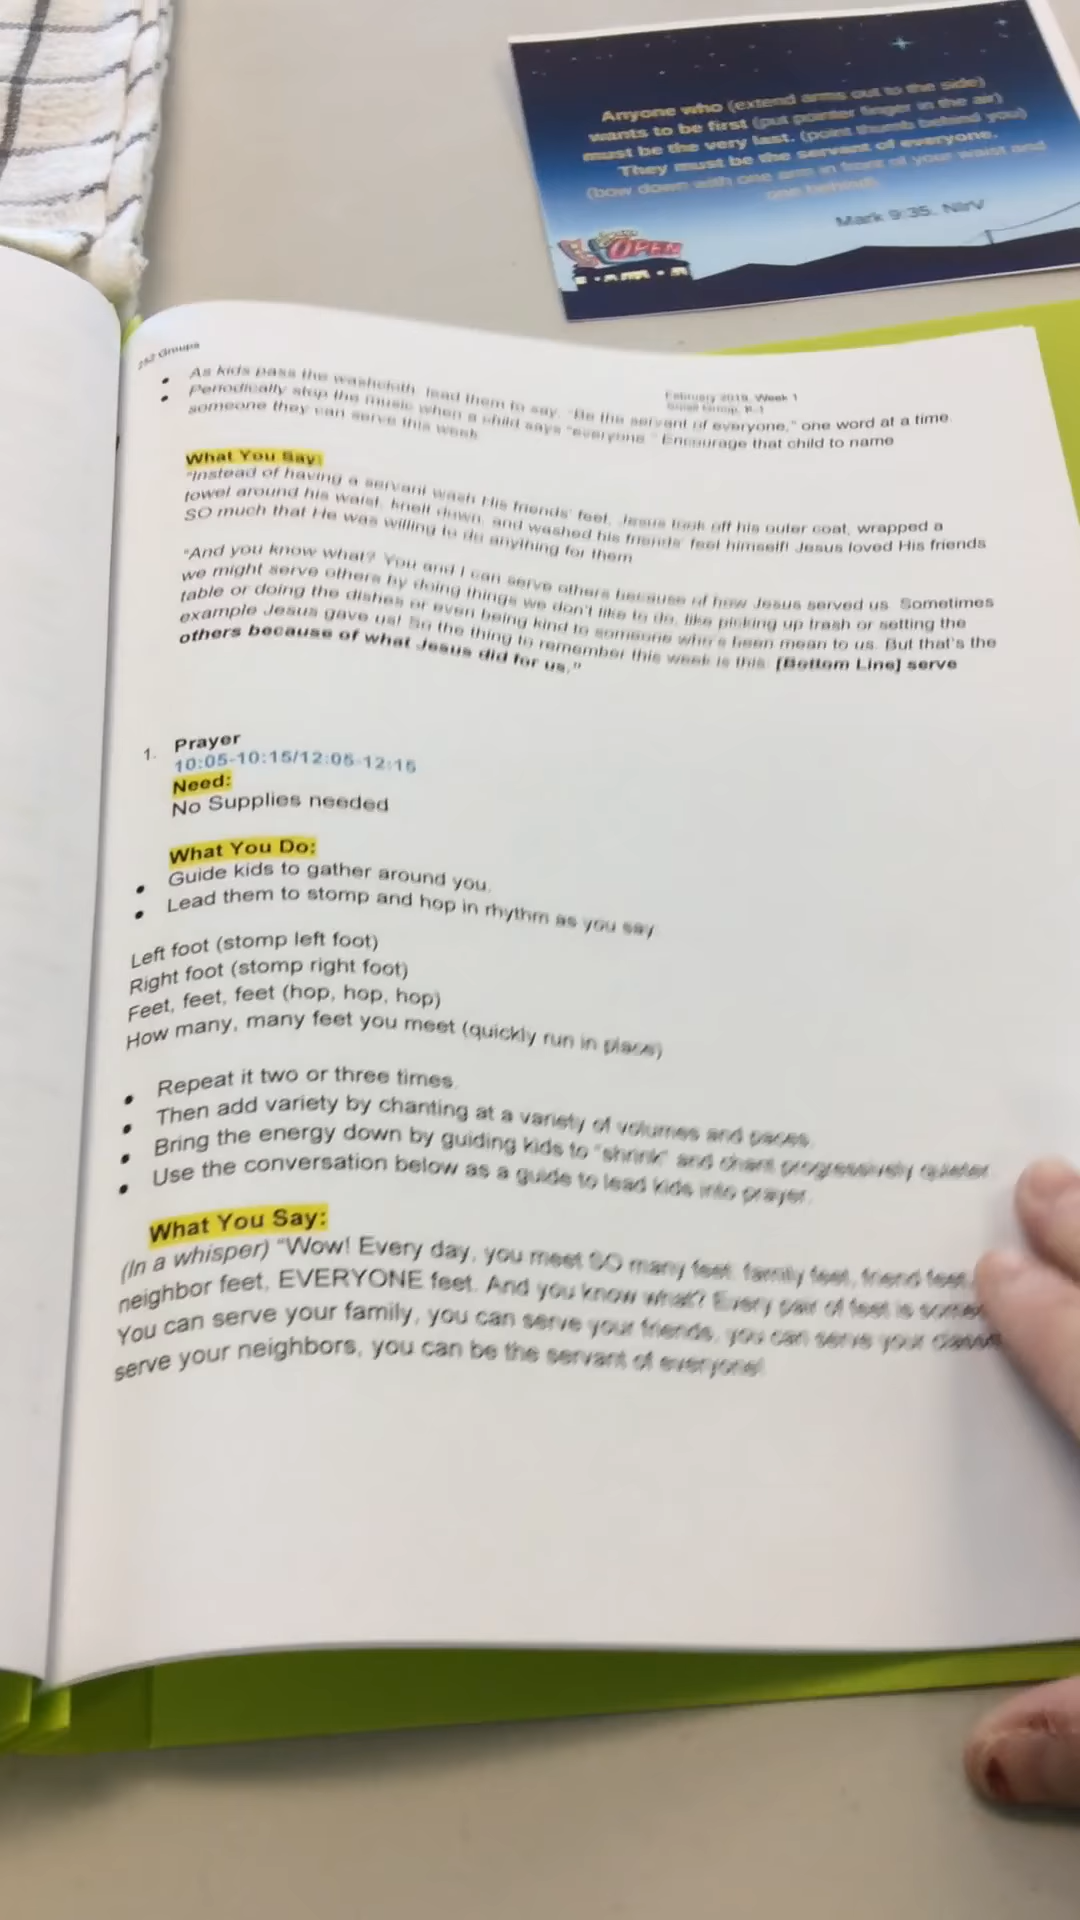 Anyone who (extend arms out to the side)
wants to be first (put pointer finger in the air)
must be the very last. (point thumb behind you)
They must be the servant of everyone.
(bow down with one arm in front of your waist and
one behind)
Mark 9:35, NIrV
OPEN
252 Groups
February 2019, Week 1
Small Group, K-1
• As kids pass the washcloth, lead them to say, "Be the servant of everyone," one word at a time.
• Periodically stop the music when a child says "everyone." Encourage that child to name
someone they can serve this week.
What You Say:
"Instead of having a servant wash His friends' feet, Jesus took off his outer coat, wrapped a
towel around his waist, knelt down, and washed his friends' feet himself! Jesus loved His friends
SO much that He was willing to do anything for them
"And you know what? You and I can serve others because of how Jesus served us. Sometimes
we might serve others by doing things we don't like to do, like picking up trash or setting the
table or doing the dishes or even being kind to someone who's been mean to us. But that's the
example Jesus gave us! So the thing to remember this week is this: [Bottom Line] serve
others because of what Jesus did for us."
1. Prayer
10:05-10:15/12:05-12:15
Need:
No Supplies needed
What You Do:
• Guide kids to gather around you.
• Lead them to stomp and hop in rhythm as you say
Left foot (stomp left foot)
Right foot (stomp right foot)
Feet, feet, feet (hop, hop, hop)
How many, many feet you meet (quickly run in place)
• Repeat it two or three times.
• Then add variety by chanting at a variety of volumes and paces.
• Bring the energy down by guiding kids to "shrink" and chant progressively quieter.
• Use the conversation below as a guide to lead kids into prayer.
What You Say:
(In a whisper) "Wow! Every day, you meet SO many feet: family feet, friend feet,
neighbor feet, EVERYONE feet. And you know what? Every pair of feet is
You can serve your family, you can serve your friends, you can serve your
serve your neighbors, you can be the servant of everyone!